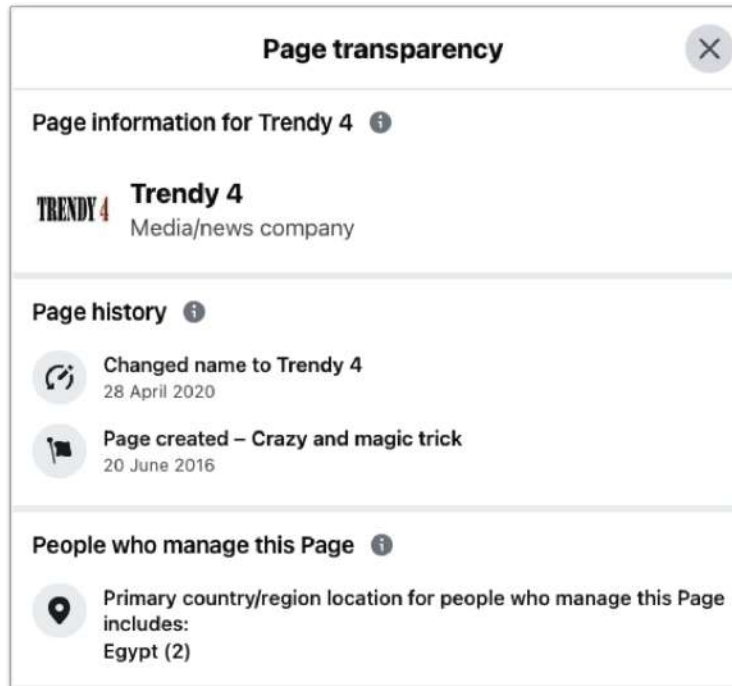 Page transparency
Page information for Trendy 4
TRENDY 4
Trendy 4
Media/news company
Page history
Changed name to Trendy 4
28 April 2020
Page created – Crazy and magic trick
20 June 2016
People who manage this Page
Primary country/region location for people who manage this Page
includes:
Egypt (2)